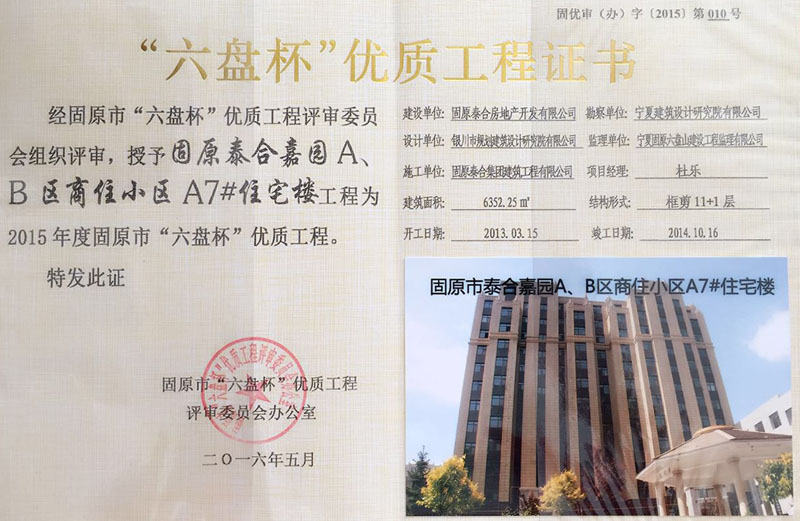 固优审（办）字〔2015〕第 010 号
“六盘杯”优质工程证书
经固原市“六盘杯”优质工程评审委员
会组织评审，授予固原泰合嘉园A、
B区商住小区A7#住宅楼工程为
2015年度固原市“六盘杯”优质工程。
特发此证
固原市“六盘杯”优质工程
评审委员会办公室
二〇一六年五月
建设单位: 固原泰合房地产开发有限公司 勘察单位: 宁夏建筑设计研究院有限公司
设计单位: 银川市规划建筑设计研究院有限公司 监理单位: 宁夏固原六盘山建设工程监理有限公司
施工单位: 固原泰合集团建筑工程有限公司 项目经理: 杜乐
建筑面积: 6352.25㎡ 结构形式: 框剪11+1层
开工日期: 2013.03.15 竣工日期: 2014.10.16
固原市泰合嘉园A、B区商住小区A7#住宅楼